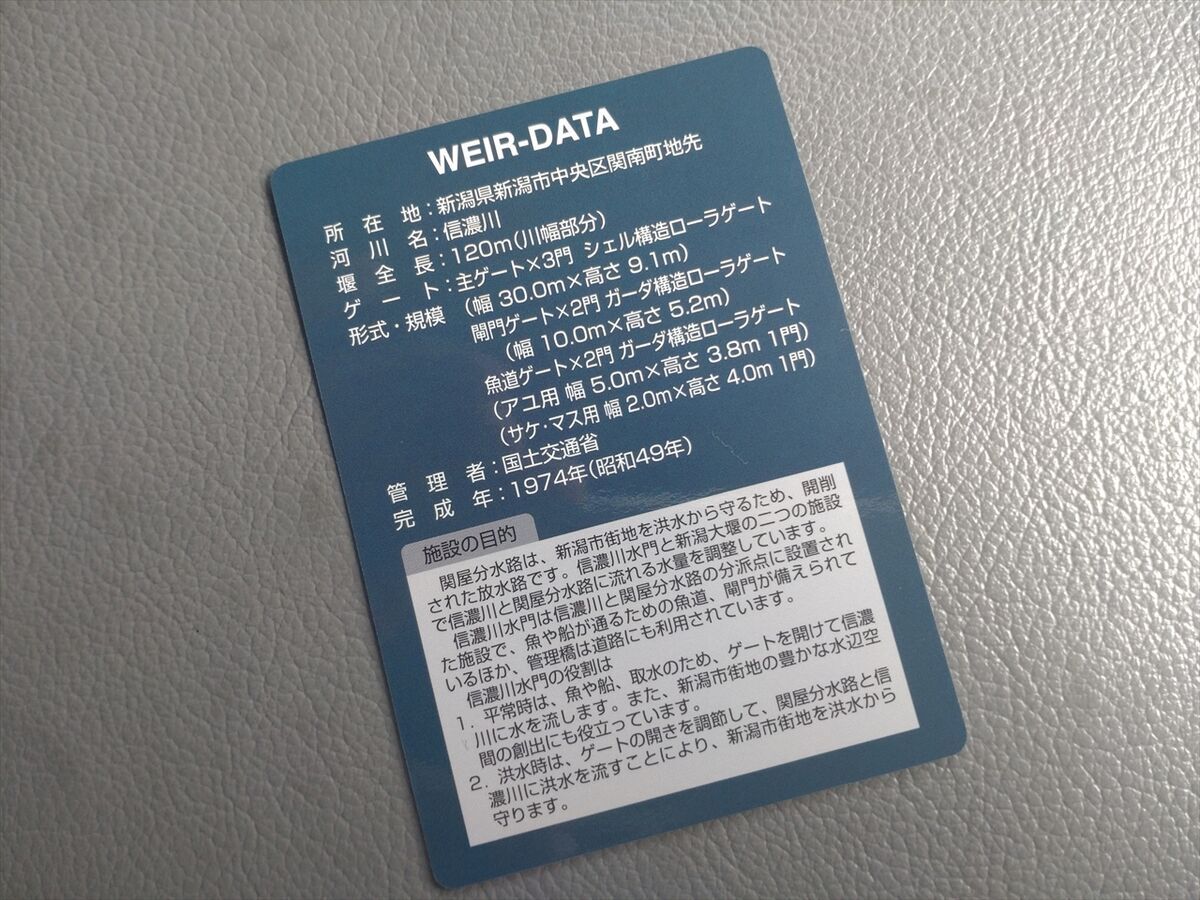 WEIR-DATA
所在地:新潟県新潟市中央区関南町地先
河川名:信濃川
堰全長:120m(川幅部分)
ゲート:主ゲート×3門 シェル構造ローラゲート
形式・規模 (幅 30.0m×高さ 9.1m)
閘門ゲート×2門 ガーダ構造ローラゲート
(幅 10.0m×高さ 5.2m)
魚道ゲート×2門 ガーダ構造ローラゲート
(アユ用 幅 5.0m×高さ 3.8m 1門)
(サケ・マス用 幅 2.0m×高さ 4.0m 1門)
管理者:国土交通省
完成年:1974年(昭和49年)
施設の目的
関屋分水路は、新潟市街地を洪水から守るため、開削
された放水路です。信濃川水門と新潟大堰の二つの施設
で信濃川と関屋分水路に流れる水量を調整しています。
信濃川水門は信濃川と関屋分水路の分派点に設置され
た施設で、魚や船が通るための魚道、閘門が備えられて
いるほか、管理橋は道路にも利用されています。
信濃川水門の役割は
1. 平常時は、魚や船、取水のため、ゲートを開けて信濃
川に水を流します。また、新潟市街地の豊かな水辺空
間の創出にも役立っています。
2. 洪水時は、ゲートの開きを調節して、関屋分水路と信
濃川に洪水を流すことにより、新潟市街地を洪水から
守ります。